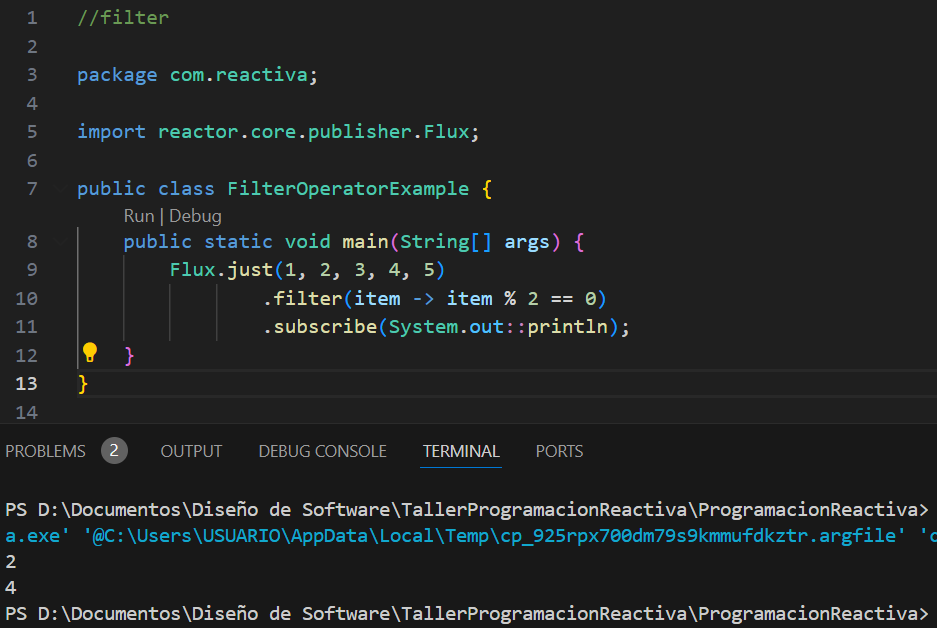 1 //filter
2
3 package com.reactiva;
4
5 import reactor.core.publisher.Flux;
6
7 public class FilterOperatorExample {
Run | Debug
8 public static void main(String[] args) {
9 Flux.just(1, 2, 3, 4, 5)
10 .filter(item -> item % 2 == 0)
11 .subscribe(System.out::println);
12 }
13 }
14
PROBLEMS 2 OUTPUT DEBUG CONSOLE TERMINAL PORTS
PS D:\Documentos\Diseño de Software\TallerProgramacionReactiva\ProgramacionReactiva>
a.exe' '@C:\Users\USUARIO\AppData\Local\Temp\cp_925rpx700dm79s9kmmufdkztr.argfile' 'c
2
4
PS D:\Documentos\Diseño de Software\TallerProgramacionReactiva\ProgramacionReactiva>